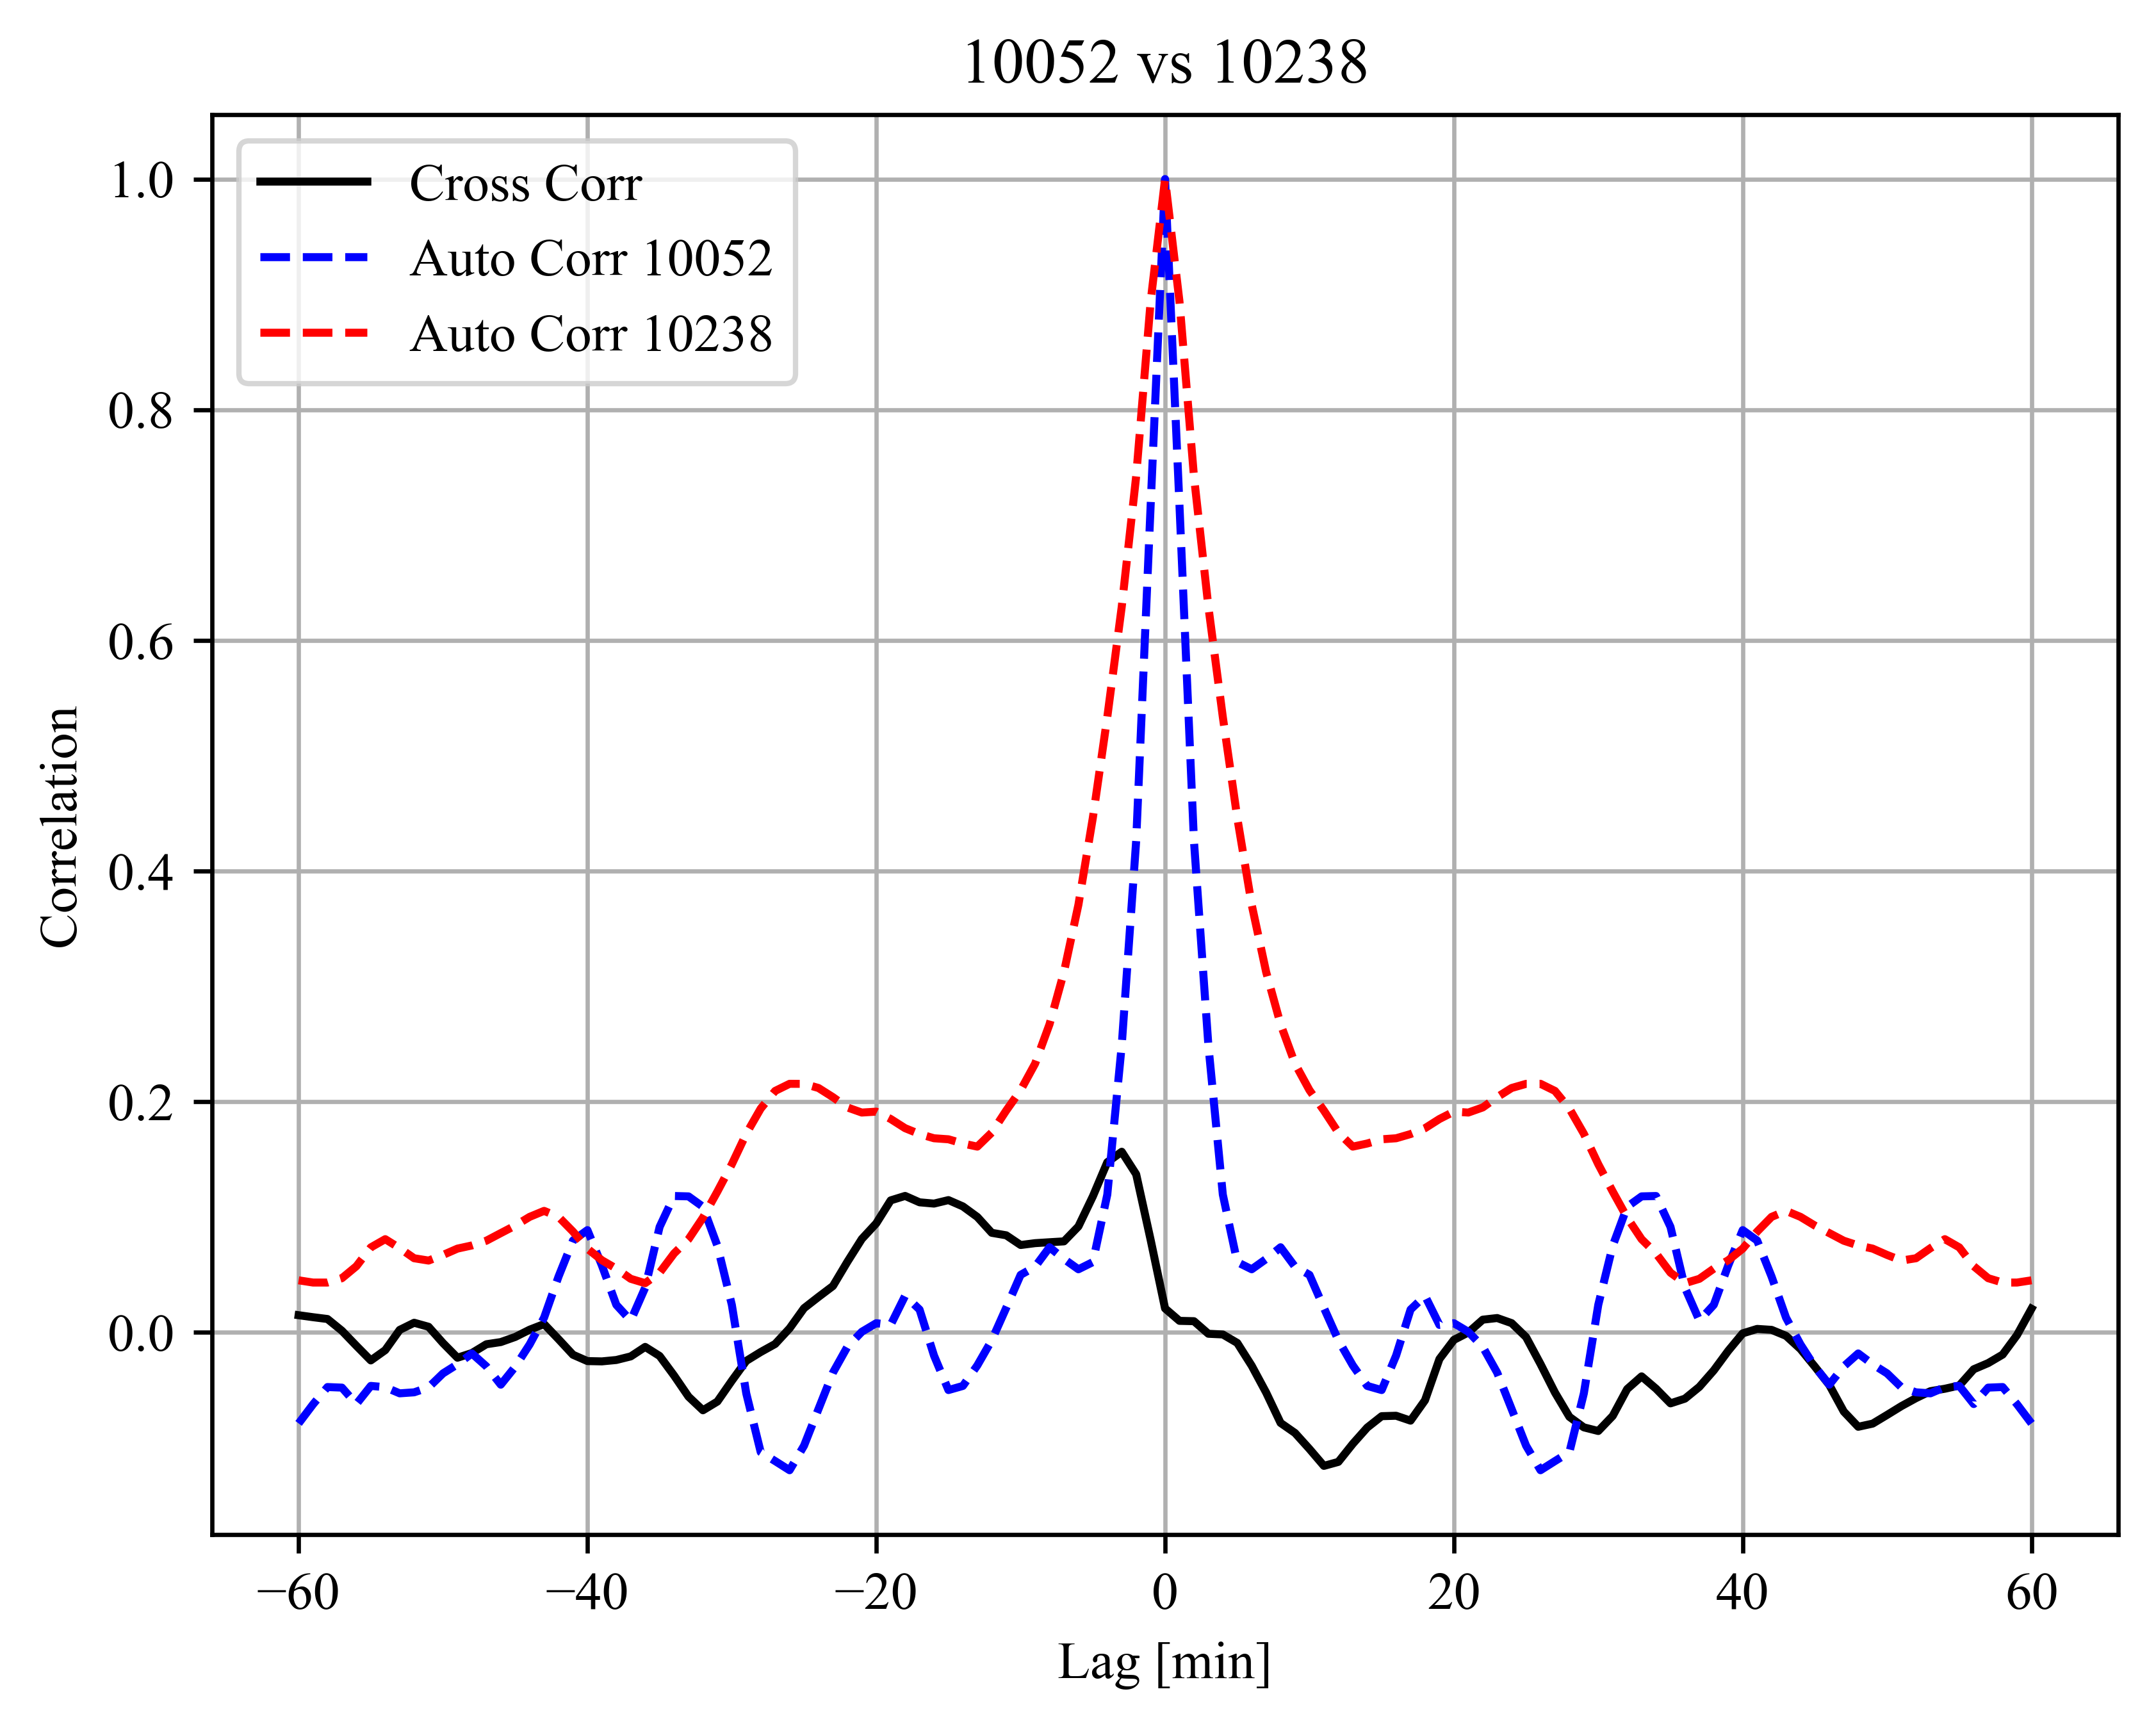 10052 vs 10238
Cross Corr
Auto Corr 10052
Auto Corr 10238
1.0
0.8
0.6
0.4
0.2
0.0
Correlation
−60
−40
−20
0
20
40
60
Lag [min]